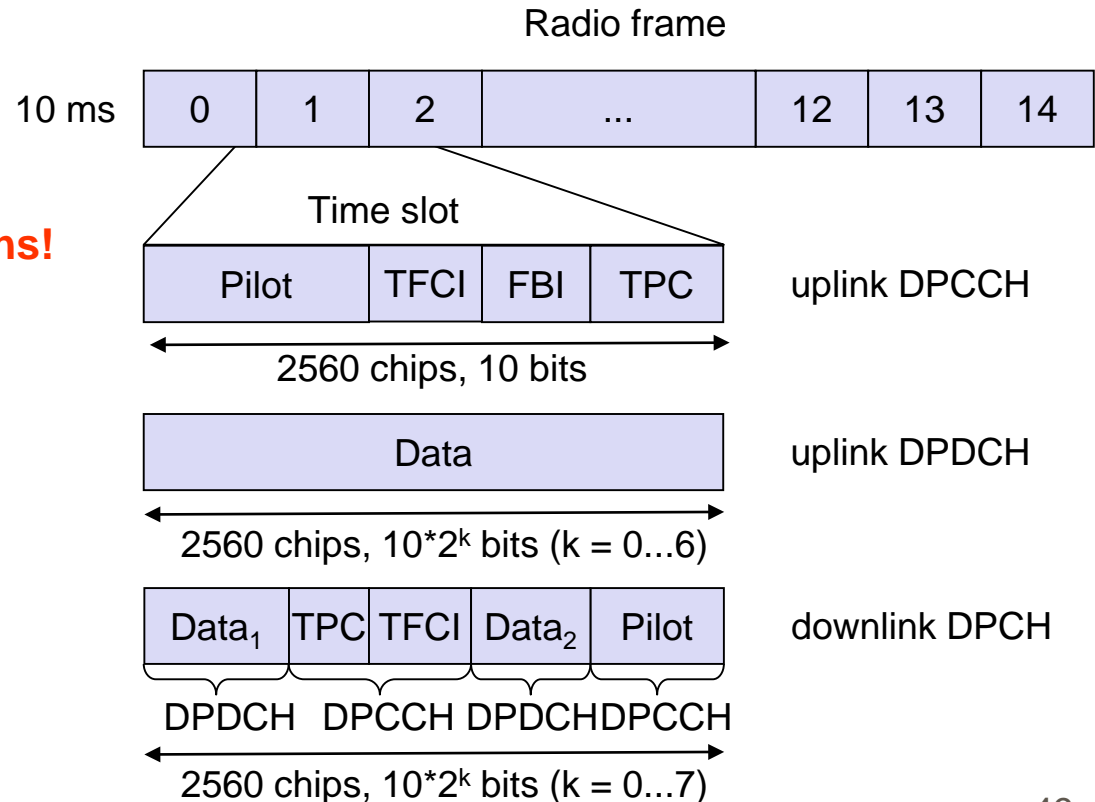 Radio frame
10 ms 0 1 2 ... 12 13 14
Time slot
ns!
Pilot TFCI FBI TPC uplink DPCCH
2560 chips, 10 bits
Data uplink DPDCH
2560 chips, 10*2ᵏ bits (k = 0...6)
Data₁ TPC TFCI Data₂ Pilot downlink DPCH
DPDCH DPCCH DPDCH DPCCH
2560 chips, 10*2ᵏ bits (k = 0...7)